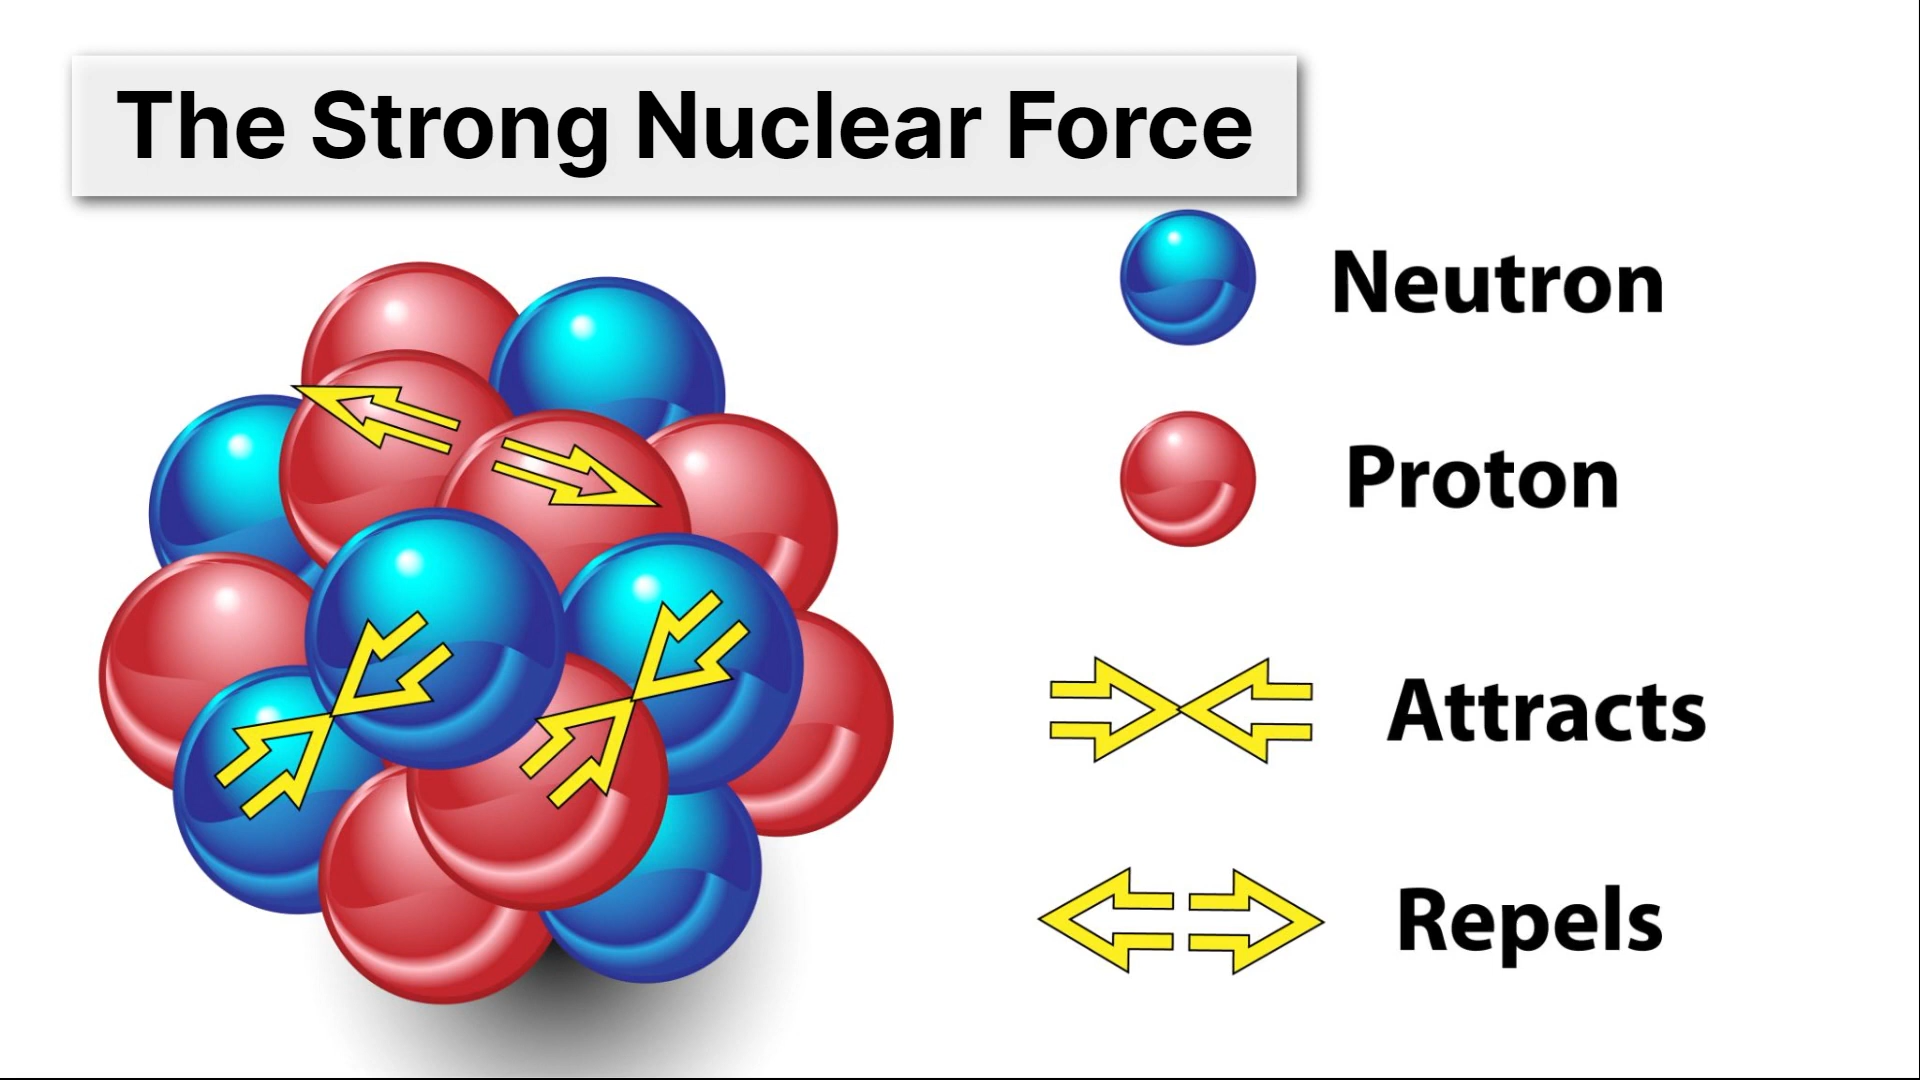 The Strong Nuclear Force
Neutron
Proton
Attracts
Repels